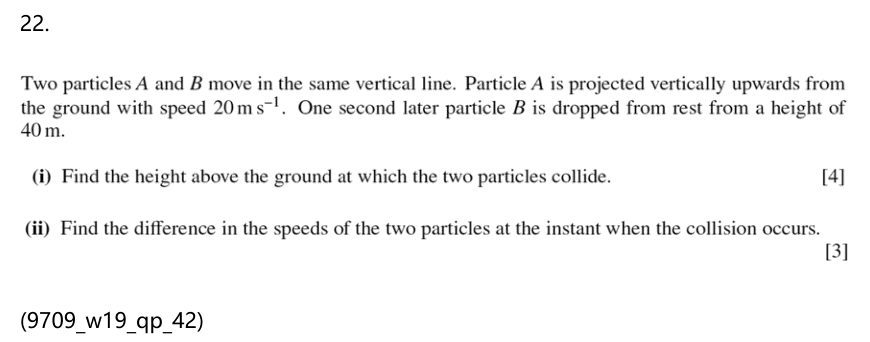 22.
Two particles A and B move in the same vertical line. Particle A is projected vertically upwards from
the ground with speed 20 m s⁻¹. One second later particle B is dropped from rest from a height of
40 m.
(i) Find the height above the ground at which the two particles collide. [4]
(ii) Find the difference in the speeds of the two particles at the instant when the collision occurs.
[3]
(9709_w19_qp_42)